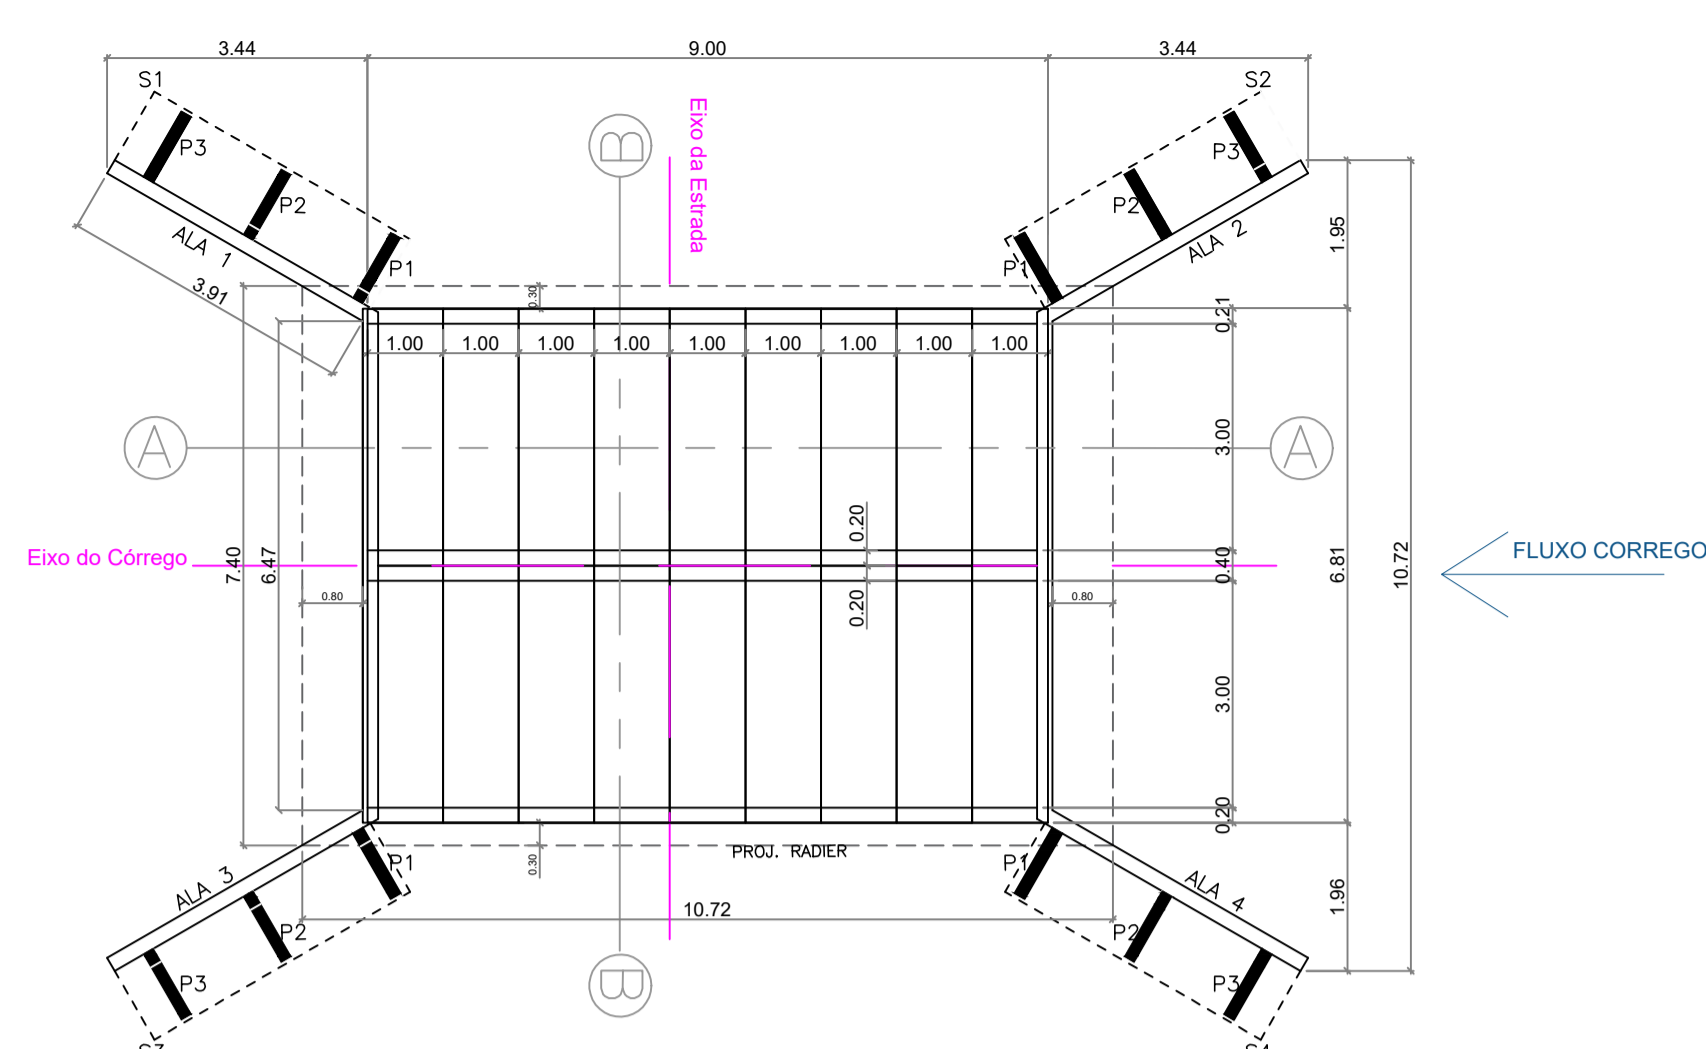 3.44
9.00
3.44
S1
S2
P3
P2
P1
ALA 1
3.91
B
Eixo da Estrada
P3
P2
P1
ALA 2
1.95
0.30
0.21
1.00 1.00 1.00 1.00 1.00 1.00 1.00 1.00 1.00
A
A
3.00
0.20
0.40
0.20
Eixo do Córrego
7.40
6.47
0.80
0.80
6.81
10.72
FLUXO CORREGO
3.00
0.20
0.30
PROJ. RADIER
10.72
ALA 3
P1
P2
P3
B
P1
P2
P3
ALA 4
1.96